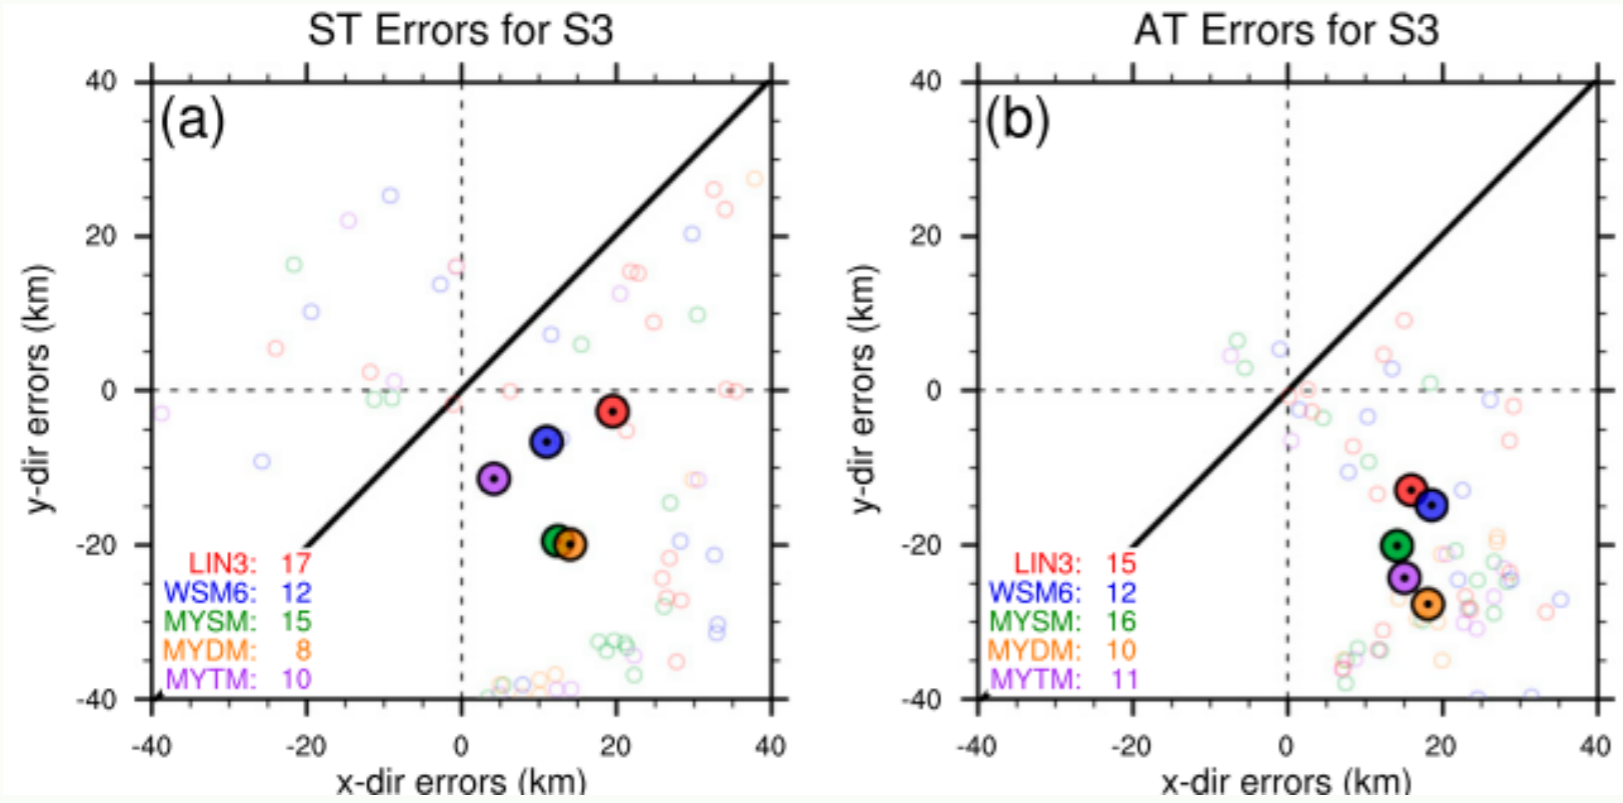 ST Errors for S3
(a)
40
20
0
-20
-40
y-dir errors (km)
LIN3: 17
WSM6: 12
MYSM: 15
MYDM: 8
MYTM: 10
-40 -20 0 20 40
x-dir errors (km)
AT Errors for S3
(b)
40
20
0
-20
-40
y-dir errors (km)
LIN3: 15
WSM6: 12
MYSM: 16
MYDM: 10
MYTM: 11
-40 -20 0 20 40
x-dir errors (km)